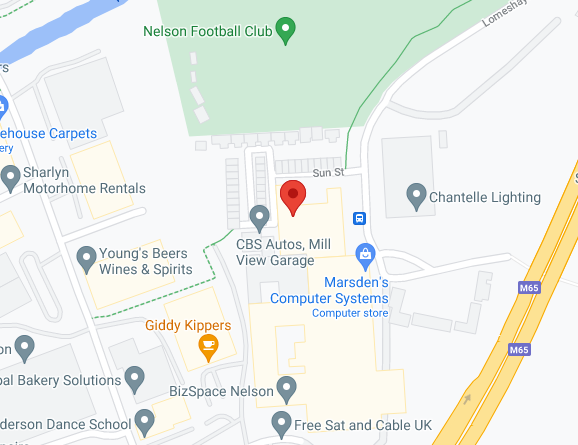 Nelson Football Club
Lomeshay
rs
ehouse Carpets
ery
Sharlyn
Motorhome Rentals
Sun St
Chantelle Lighting
S
CBS Autos, Mill
View Garage
Young's Beers
Wines & Spirits
Marsden's
Computer Systems
Computer store
M65
Giddy Kippers
M65
on
bal Bakery Solutions
BizSpace Nelson
derson Dance School
Free Sat and Cable UK